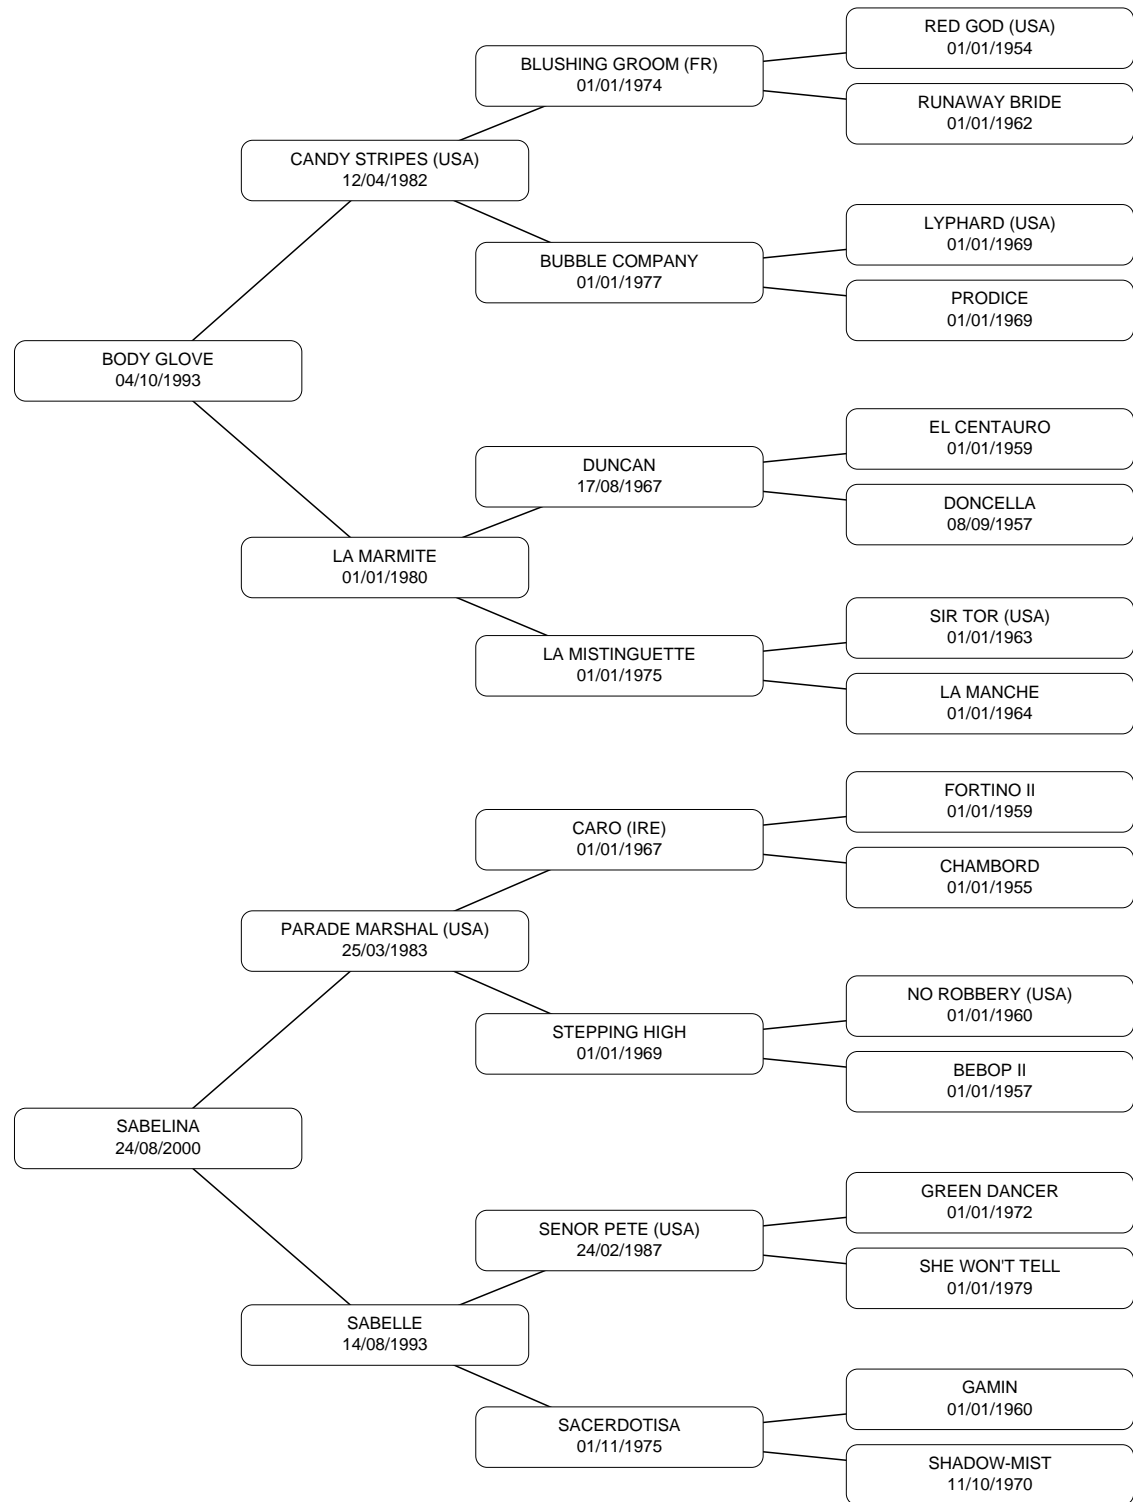 RED GOD (USA)
01/01/1954
BLUSHING GROOM (FR)
01/01/1974
RUNAWAY BRIDE
01/01/1962
CANDY STRIPES (USA)
12/04/1982
LYPHARD (USA)
01/01/1969
BUBBLE COMPANY
01/01/1977
PRODICE
01/01/1969
BODY GLOVE
04/10/1993
EL CENTAURO
01/01/1959
DUNCAN
17/08/1967
DONCELLA
08/09/1957
LA MARMITE
01/01/1980
SIR TOR (USA)
01/01/1963
LA MISTINGUETTE
01/01/1975
LA MANCHE
01/01/1964
FORTINO II
01/01/1959
CARO (IRE)
01/01/1967
CHAMBORD
01/01/1955
PARADE MARSHAL (USA)
25/03/1983
NO ROBBERY (USA)
01/01/1960
STEPPING HIGH
01/01/1969
BEBOP II
01/01/1957
SABELINA
24/08/2000
GREEN DANCER
01/01/1972
SENOR PETE (USA)
24/02/1987
SHE WON'T TELL
01/01/1979
SABELLE
14/08/1993
GAMIN
01/01/1960
SACERDOTISA
01/11/1975
SHADOW-MIST
11/10/1970